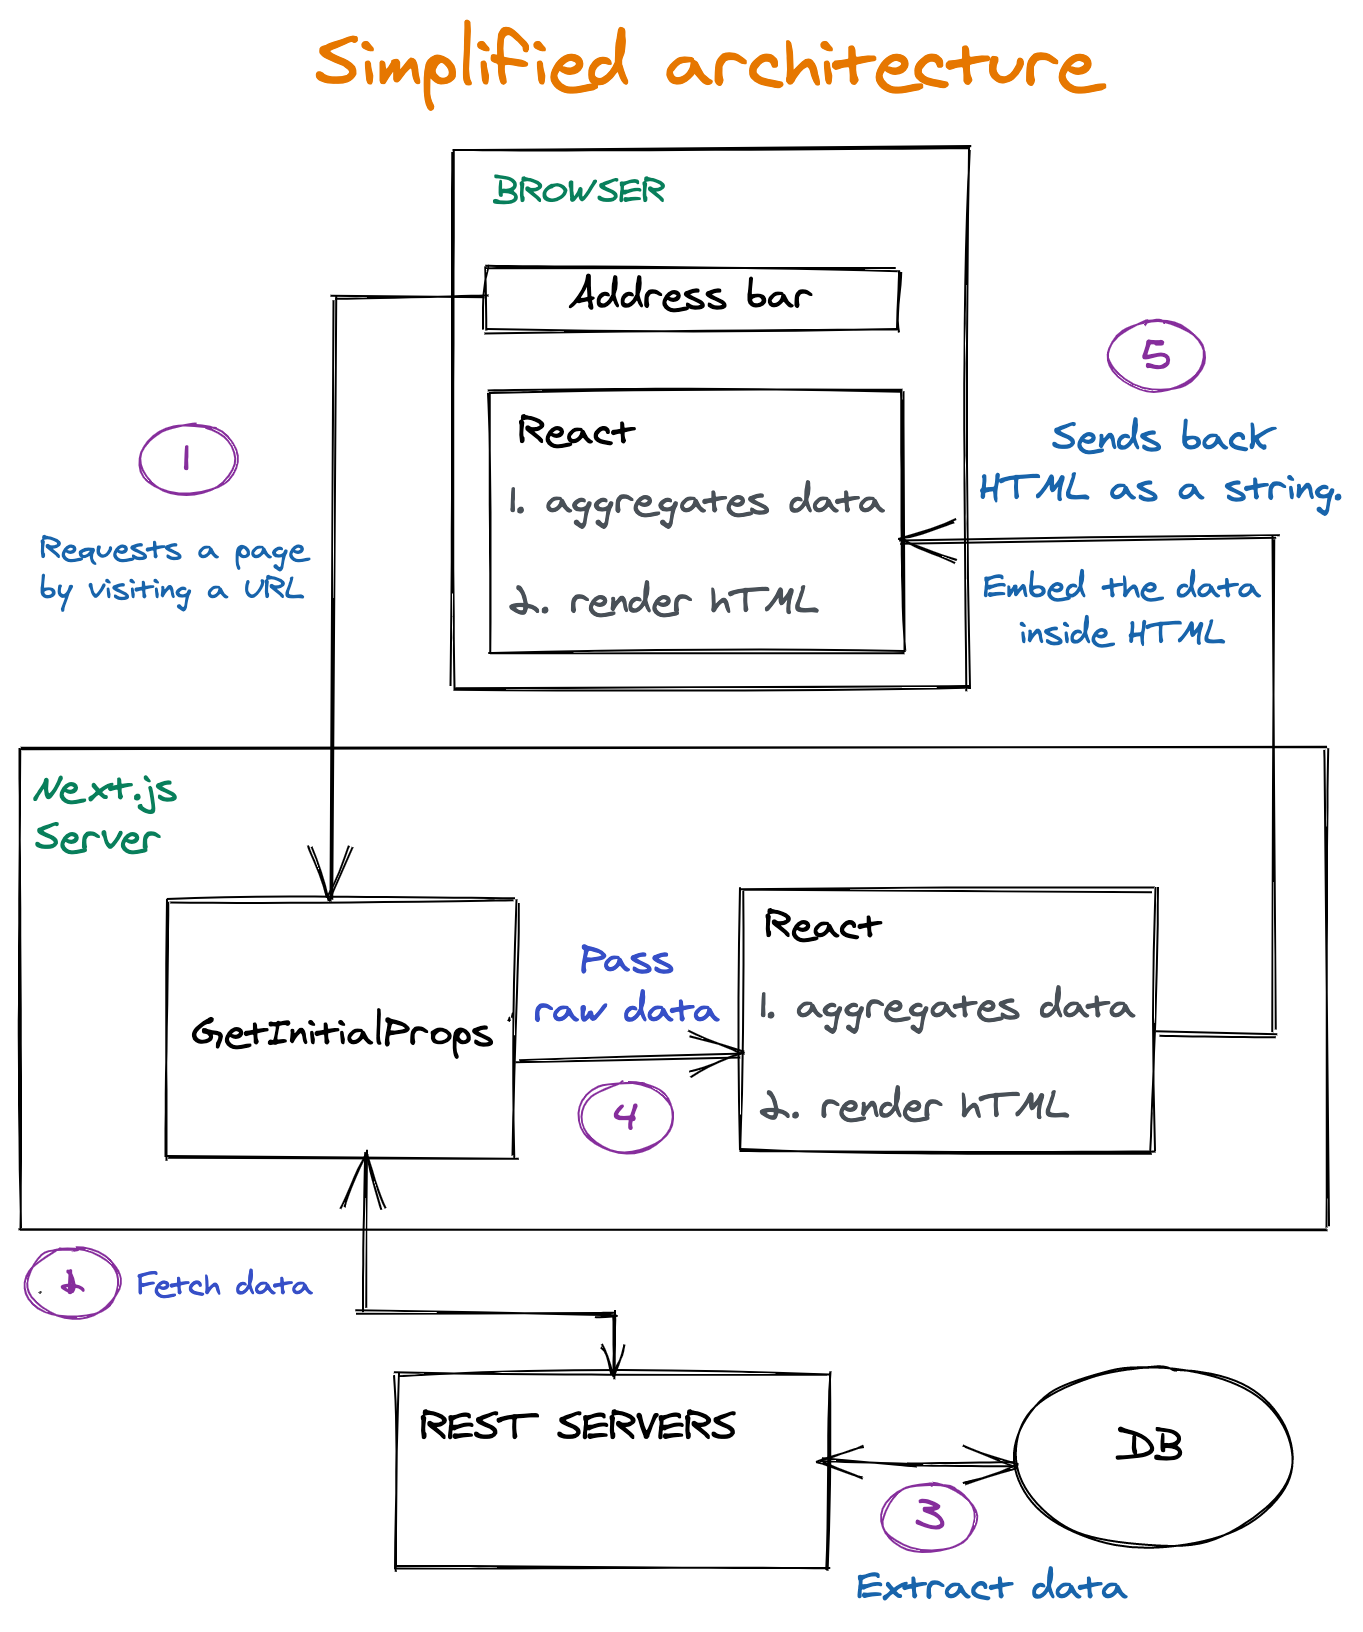 Simplified architecture
BROWSER
Address bar
React
1. aggregates data
2. render hTML
1
Requests a page
by visiting a URL
5
Sends back
HTML as a string.
Embed the data
inside HTML
Next.js
Server
GetInitialProps
Pass
raw data
4
React
1. aggregates data
2. render hTML
2
Fetch data
REST SERVERS
DB
3
Extract data